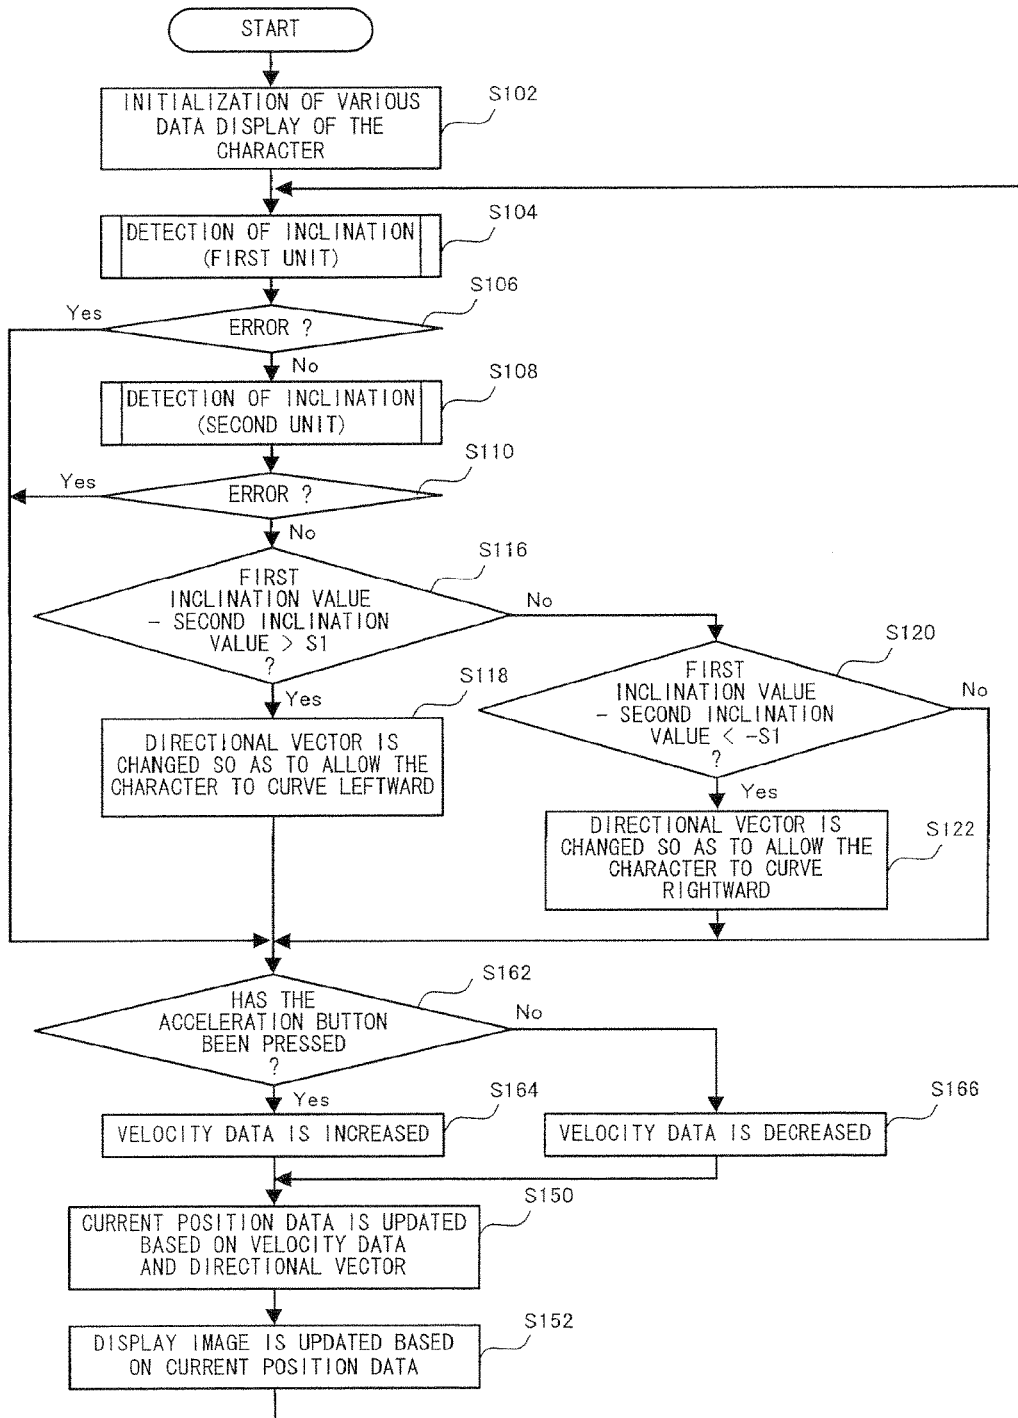 START
S102
INITIALIZATION OF VARIOUS
DATA DISPLAY OF THE
CHARACTER
S104
DETECTION OF INCLINATION
(FIRST UNIT)
S106
Yes
ERROR ?
No
S108
DETECTION OF INCLINATION
(SECOND UNIT)
S110
Yes
ERROR ?
No
S116
FIRST
INCLINATION VALUE
- SECOND INCLINATION
VALUE > S1
?
No
Yes
S118
DIRECTIONAL VECTOR IS
CHANGED SO AS TO ALLOW THE
CHARACTER TO CURVE LEFTWARD
S120
FIRST
INCLINATION VALUE
- SECOND INCLINATION
VALUE < -S1
?
No
Yes
S122
DIRECTIONAL VECTOR IS
CHANGED SO AS TO ALLOW THE
CHARACTER TO CURVE
RIGHTWARD
S162
HAS THE
ACCELERATION BUTTON
BEEN PRESSED
?
No
Yes
S164
VELOCITY DATA IS INCREASED
S166
VELOCITY DATA IS DECREASED
S150
CURRENT POSITION DATA IS UPDATED
BASED ON VELOCITY DATA
AND DIRECTIONAL VECTOR
S152
DISPLAY IMAGE IS UPDATED BASED
ON CURRENT POSITION DATA